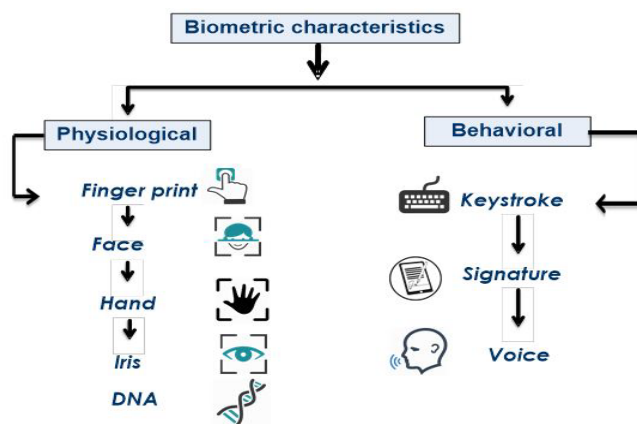 Biometric characteristics
Physiological
Behavioral
Finger print
Keystroke
Face
Signature
Hand
Iris
Voice
DNA